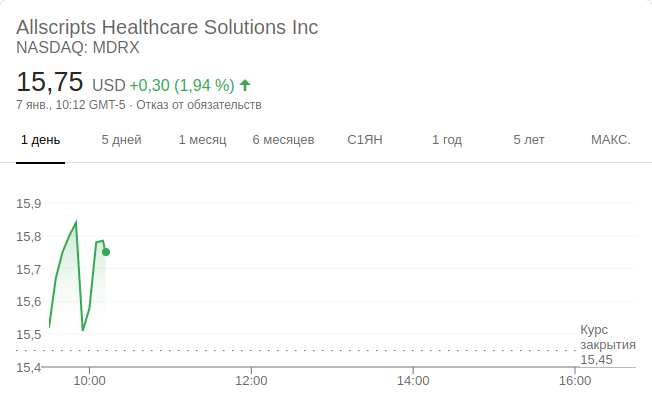 Allscripts Healthcare Solutions Inc
NASDAQ: MDRX
15,75 USD +0,30 (1,94 %)
7 янв., 10:12 GMT-5 · Отказ от обязательств
1 день 5 дней 1 месяц 6 месяцев С1ЯН 1 год 5 лет МАКС.
15,9
15,8
15,7
15,6
15,5
15,4
Курс
закрытия
15,45
10:00 12:00 14:00 16:00